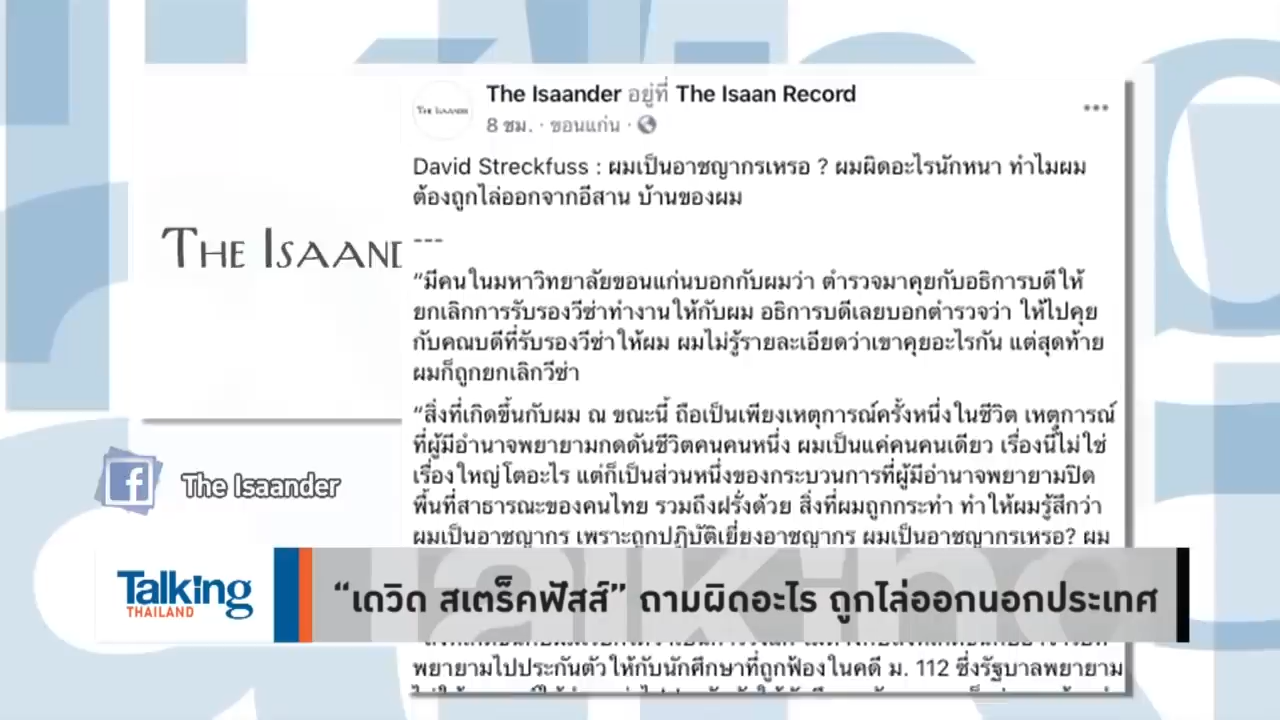 The Isaander อยู่ที่ The Isaan Record
THE ISAANDER
8 ชม. · ขอนแก่น ·
David Streckfuss : ผมเป็นอาชญากรเหรอ ? ผมผิดอะไรนักหนา ทำไมผม
ต้องถูกไล่ออกจากอีสาน บ้านของผม
---
THE ISAAND
“มีคนในมหาวิทยาลัยขอนแก่นบอกกับผมว่า ตำรวจมาคุยกับอธิการบดีให้
ยกเลิกการรับรองวีซ่าทำงานให้กับผม อธิการบดีเลยบอกตำรวจว่า ให้ไปคุย
กับคณบดีที่รับรองวีซ่าให้ผม ผมไม่รู้รายละเอียดว่าเขาคุยอะไรกัน แต่สุดท้าย
ผมก็ถูกยกเลิกวีซ่า
“สิ่งที่เกิดขึ้นกับผม ณ ขณะนี้ ถือเป็นเพียงเหตุการณ์ครั้งหนึ่งในชีวิต เหตุการณ์
ที่ผู้มีอำนาจพยายามกดดันชีวิตคนคนหนึ่ง ผมเป็นแค่คนคนเดียว เรื่องนี้ไม่ใช่
เรื่องใหญ่โตอะไร แต่ก็เป็นส่วนหนึ่งของกระบวนการที่ผู้มีอำนาจพยายามปิด
พื้นที่สาธารณะของคนไทย รวมถึงฝรั่งด้วย สิ่งที่ผมถูกกระทำ ทำให้ผมรู้สึกว่า
ผมเป็นอาชญากร เพราะถูกปฏิบัติเยี่ยงอาชญากร ผมเป็นอาชญากรเหรอ? ผม
The Isaander
Talking
THAILAND
“เดวิด สเตร็คฟัสส์” ถามผิดอะไร ถูกไล่ออกนอกประเทศ
พยายามไปประกันตัวให้กับนักศึกษาที่ถูกฟ้องในคดี ม. 112 ซึ่งรัฐบาลพยายาม